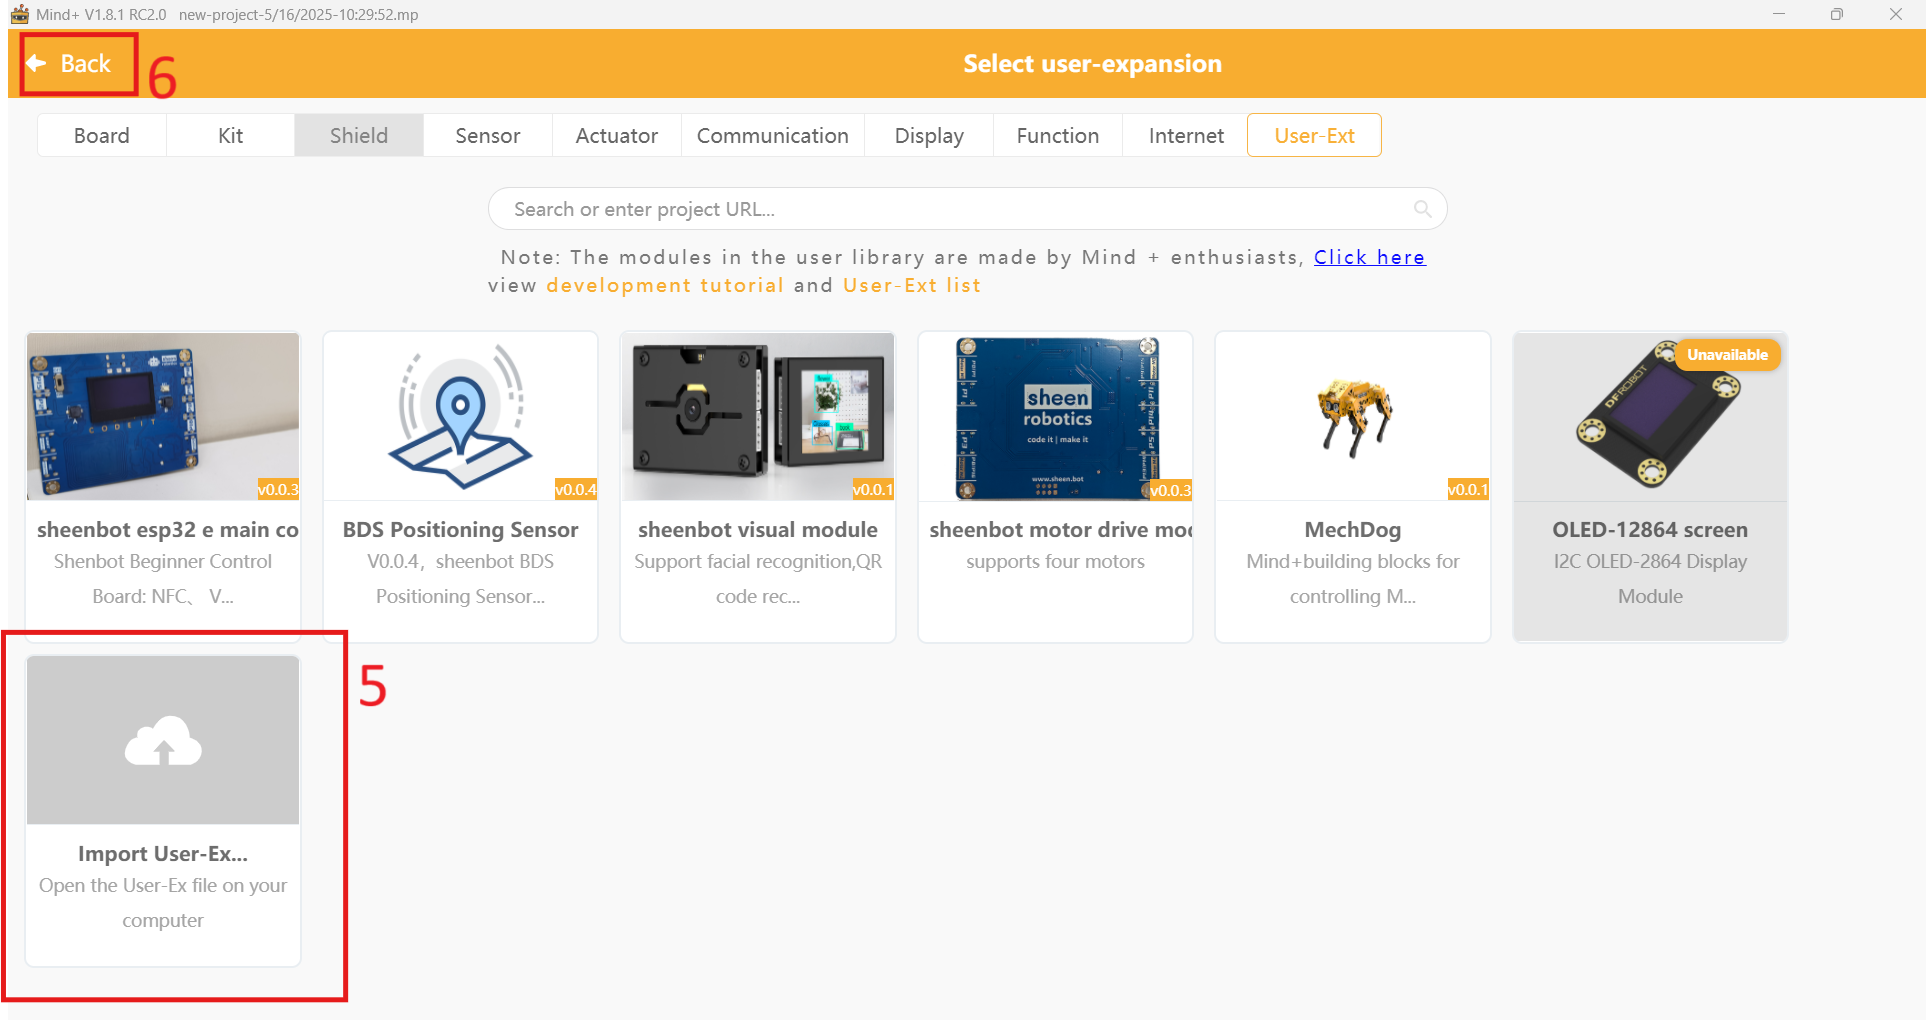 Mind+ V1.8.1 RC2.0 new-project-5/16/2025-10:29:52.mp
Back
6
Select user-expansion
Board
Kit
Shield
Sensor
Actuator
Communication
Display
Function
Internet
User-Ext
Search or enter project URL...
Note: The modules in the user library are made by Mind + enthusiasts, Click here
view development tutorial and User-Ext list
CODEIT
v0.0.3
sheenbot esp32 e main co
Shenbot Beginner Control
Board: NFC、 V...
v0.0.4
BDS Positioning Sensor
V0.0.4，sheenbot BDS
Positioning Sensor...
v0.0.1
sheenbot visual module
Support facial recognition,QR
code rec...
sheen
robotics
code it | make it
www.sheen.bot
v0.0.3
sheenbot motor drive mod
supports four motors
v0.0.1
MechDog
Mind+building blocks for
controlling M...
Unavailable
DFROBOT
OLED-12864 screen
I2C OLED-2864 Display
Module
5
Import User-Ex...
Open the User-Ex file on your
computer